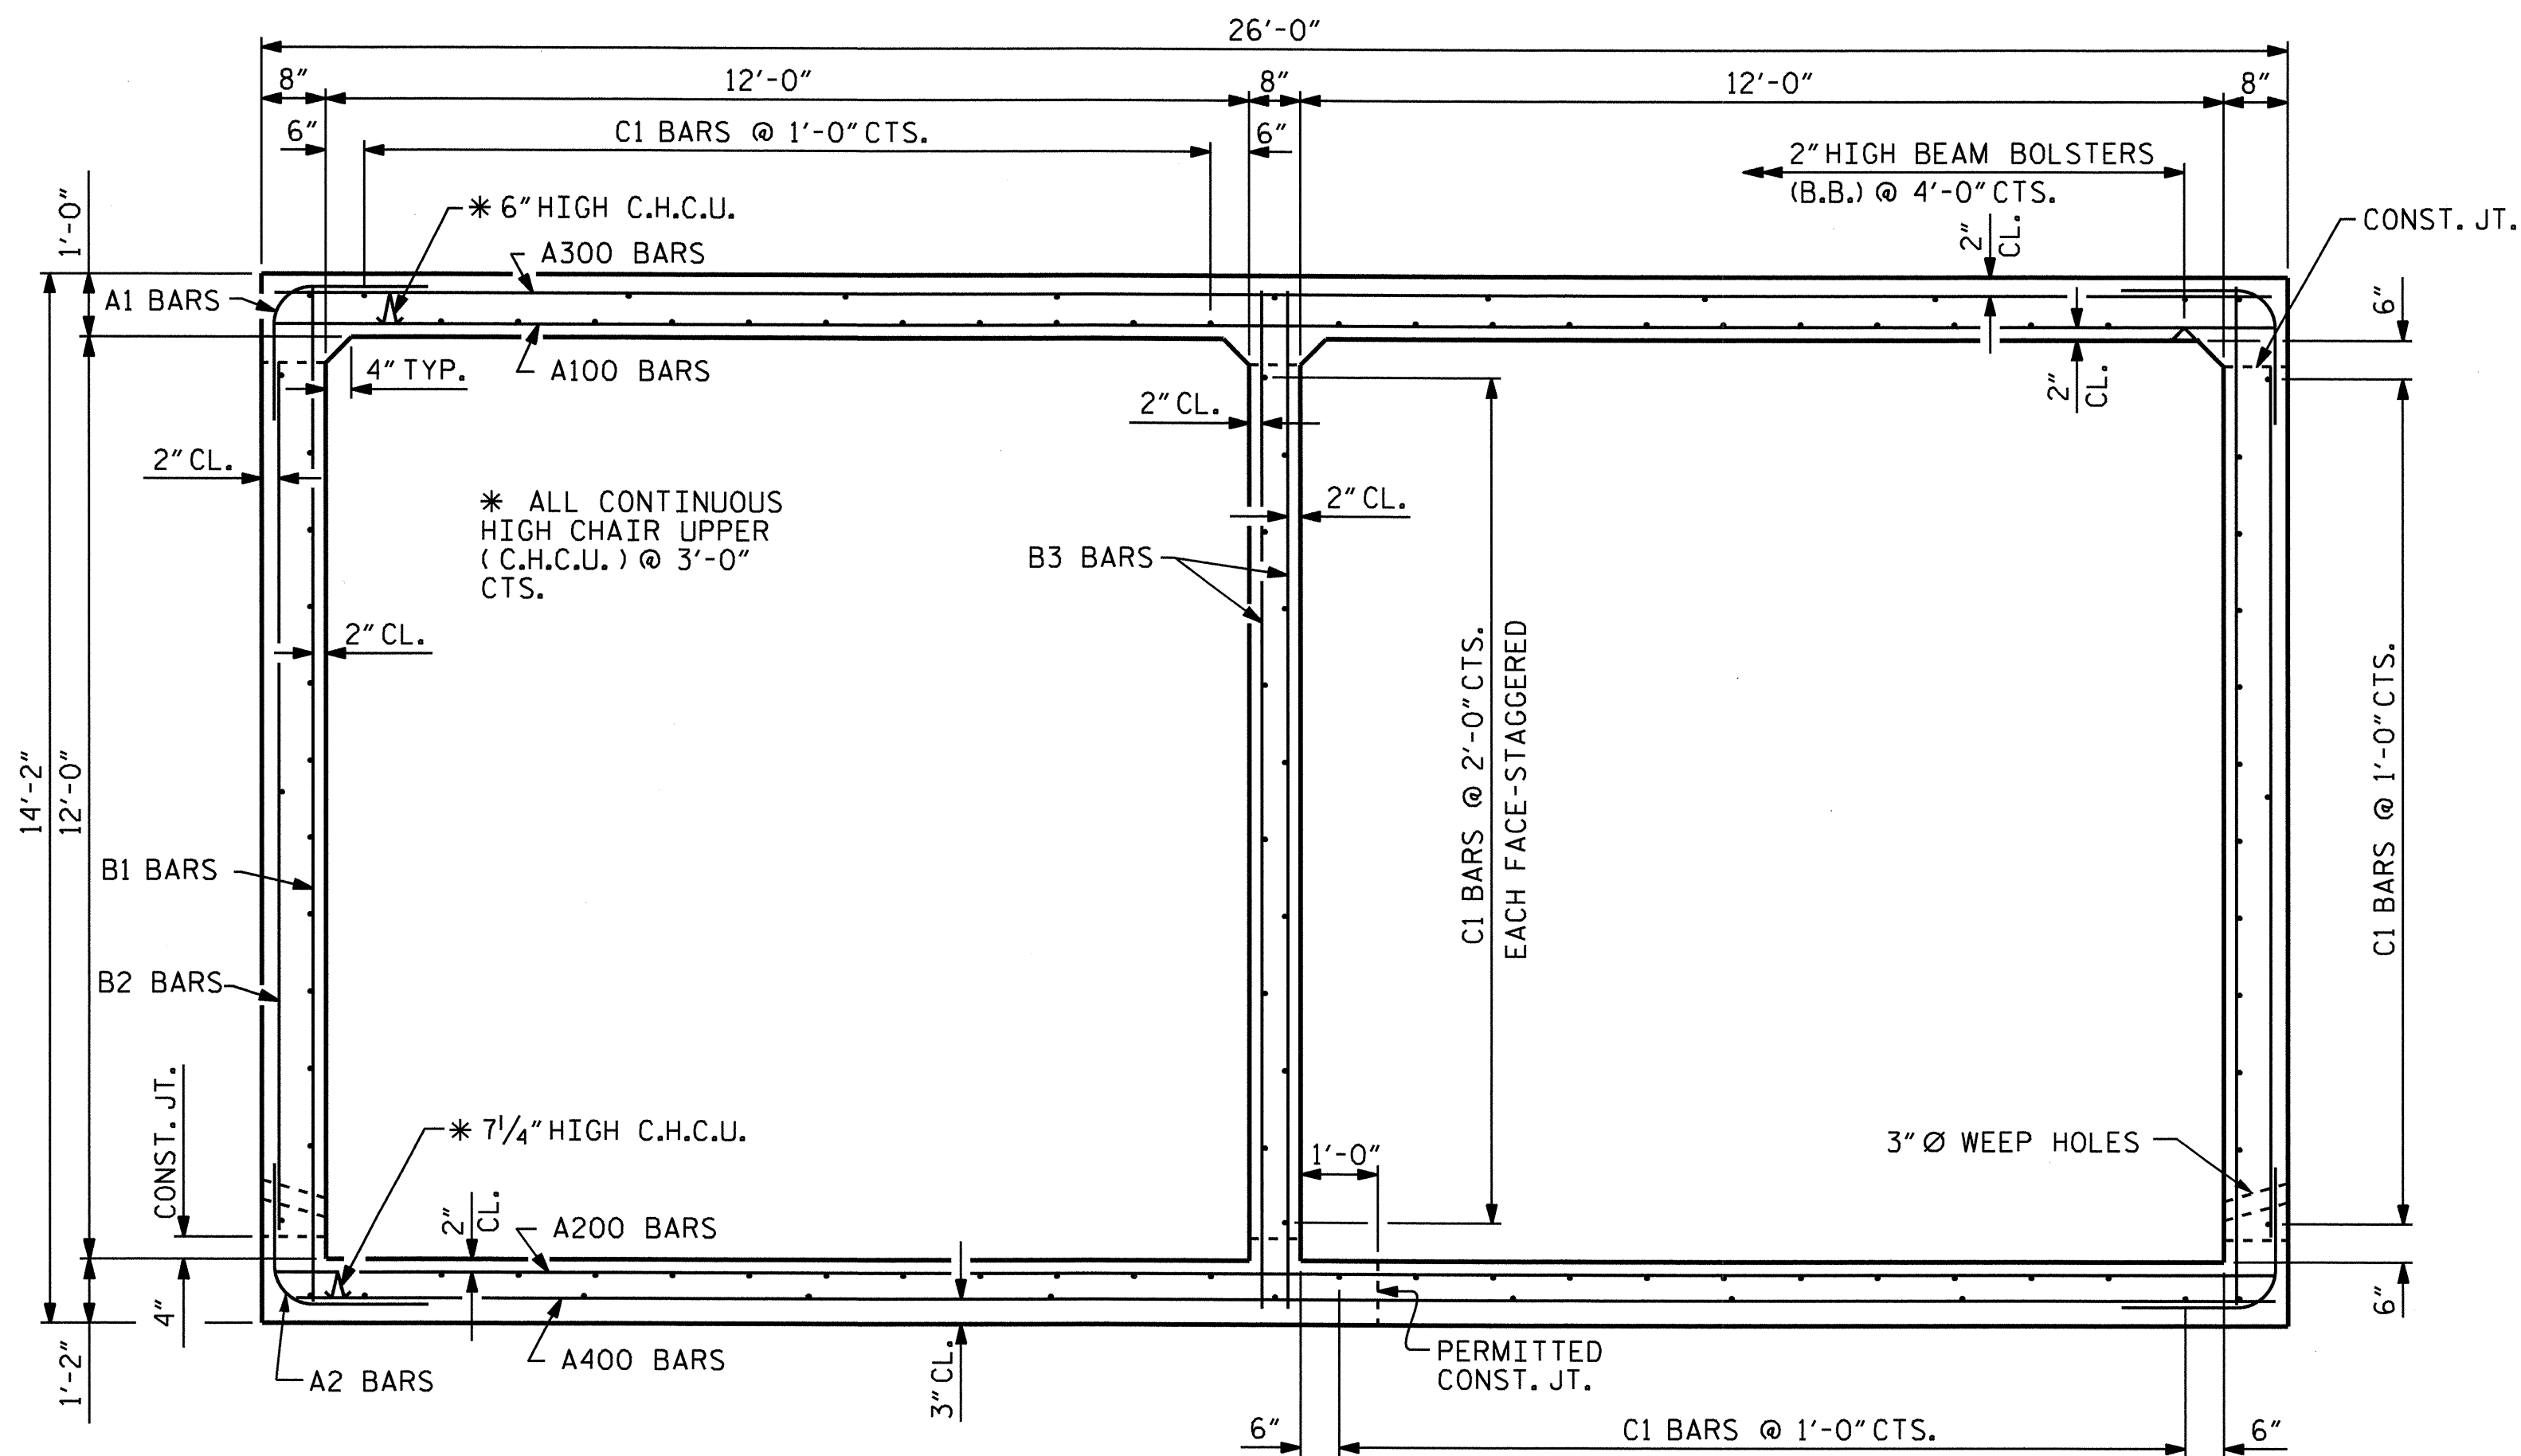 26'-0"
8"
12'-0"
8"
12'-0"
8"
6"
C1 BARS @ 1'-0" CTS.
6"
2" HIGH BEAM BOLSTERS
(B.B.) @ 4'-0" CTS.
1'-0"
* 6" HIGH C.H.C.U.
A300 BARS
2"
CL.
CONST. JT.
A1 BARS
6"
4" TYP.
A100 BARS
2"
CL.
2" CL.
2" CL.
* ALL CONTINUOUS
HIGH CHAIR UPPER
(C.H.C.U.) @ 3'-0"
CTS.
2" CL.
B3 BARS
2" CL.
C1 BARS @ 2'-0" CTS.
EACH FACE-STAGGERED
C1 BARS @ 1'-0" CTS.
14'-2"
12'-0"
B1 BARS
B2 BARS
CONST. JT.
* 7 1/4" HIGH C.H.C.U.
1'-0"
3" Ø WEEP HOLES
2"
CL.
A200 BARS
4"
6"
1'-2"
A2 BARS
A400 BARS
3" CL.
PERMITTED
CONST. JT.
6"
C1 BARS @ 1'-0" CTS.
6"